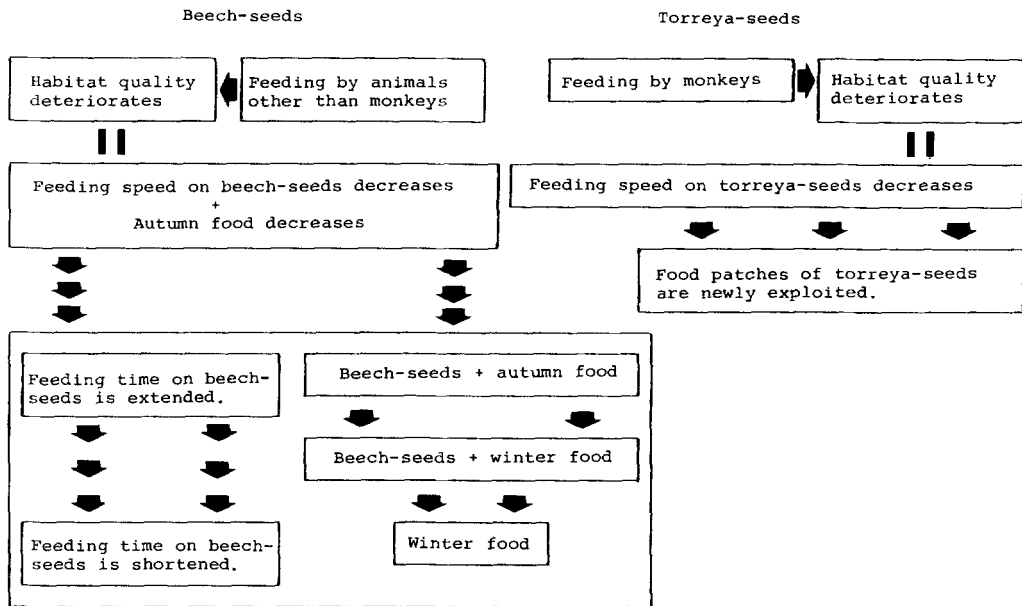 Beech-seeds
Habitat quality
deteriorates
Feeding by animals
other than monkeys
Feeding speed on beech-seeds decreases
+
Autumn food decreases
Feeding time on beech-
seeds is extended.
Feeding time on beech-
seeds is shortened.
Beech-seeds + autumn food
Beech-seeds + winter food
Winter food
Torreya-seeds
Feeding by monkeys
Habitat quality
deteriorates
Feeding speed on torreya-seeds decreases
Food patches of torreya-seeds
are newly exploited.